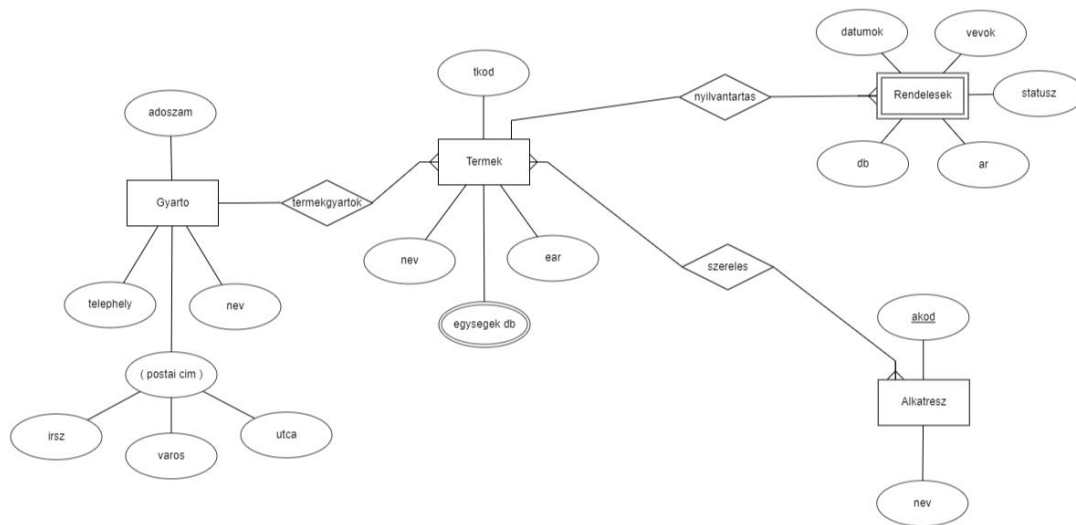 datumok
vevok
tkod
nyilvantartas
Rendelesek
statusz
adoszam
Termek
db
ar
Gyarto
termekgyartok
nev
ear
szereles
telephely
nev
egysegek db
akod
( postai cim )
Alkatresz
irsz
varos
utca
nev